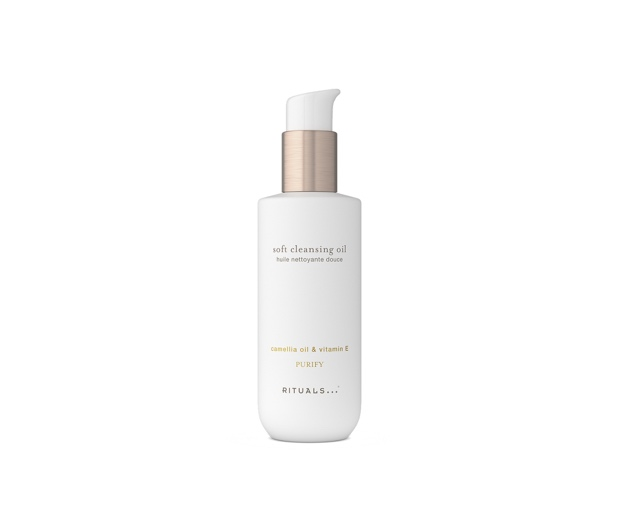 soft cleansing oil
huile nettoyante douce
camellia oil & vitamin E
PURIFY
RITUALS...